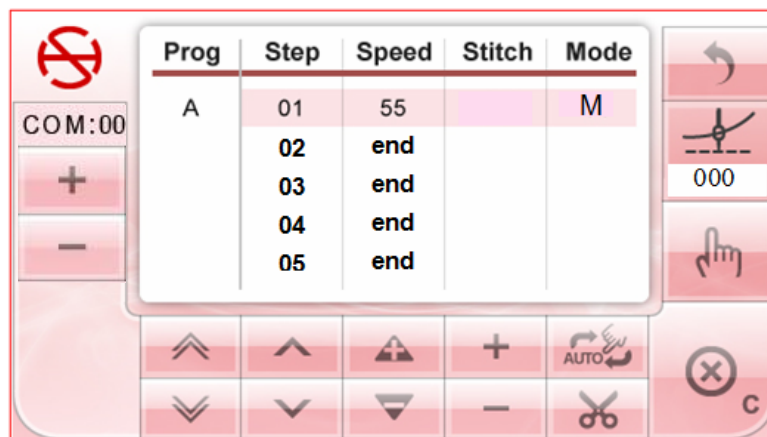 Prog Step Speed Stitch Mode
COM:00
A 01 55 M
02 end
03 end
04 end
05 end
000
AUTO
C